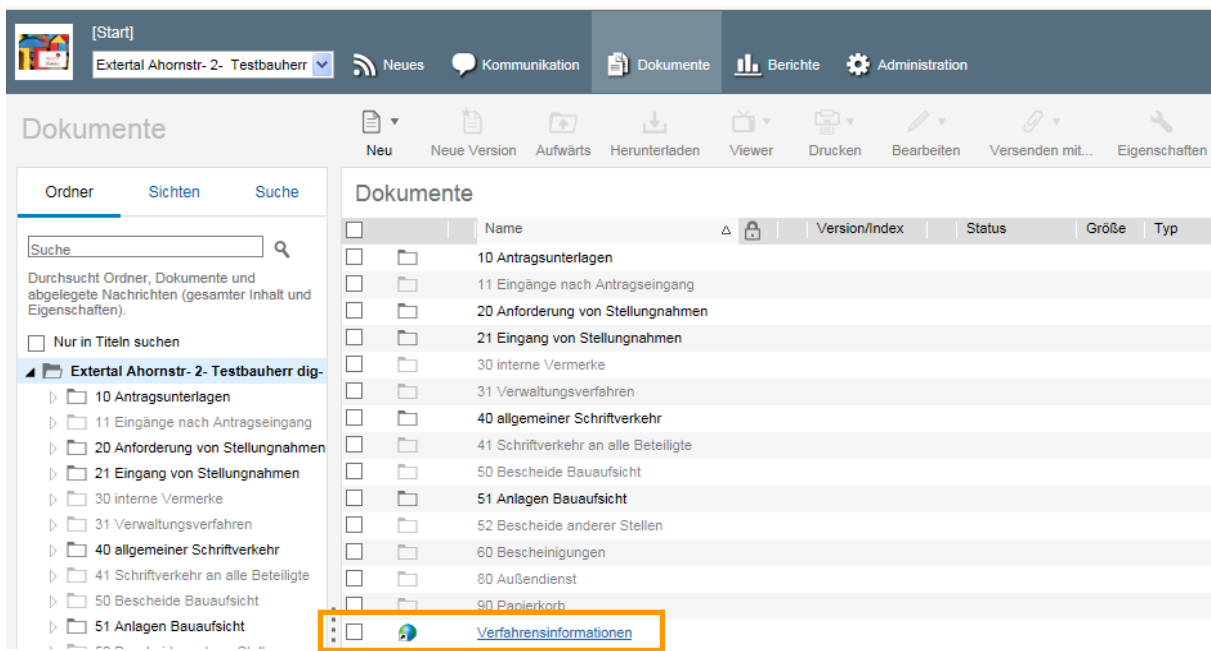 [Start]
Extertal Ahornstr- 2- Testbauherr
Neues
Kommunikation
Dokumente
Berichte
Administration
Dokumente
Neu
Neue Version
Aufwärts
Herunterladen
Viewer
Drucken
Bearbeiten
Versenden mit...
Eigenschaften
Ordner
Sichten
Suche
Suche
Durchsucht Ordner, Dokumente und
abgelegte Nachrichten (gesamter Inhalt und
Eigenschaften).
Nur in Titeln suchen
Extertal Ahornstr- 2- Testbauherr dig-
10 Antragsunterlagen
11 Eingänge nach Antragseingang
20 Anforderung von Stellungnahmen
21 Eingang von Stellungnahmen
30 interne Vermerke
31 Verwaltungsverfahren
40 allgemeiner Schriftverkehr
41 Schriftverkehr an alle Beteiligte
50 Bescheide Bauaufsicht
51 Anlagen Bauaufsicht
Dokumente
Name Version/Index Status Größe Typ
10 Antragsunterlagen
11 Eingänge nach Antragseingang
20 Anforderung von Stellungnahmen
21 Eingang von Stellungnahmen
30 interne Vermerke
31 Verwaltungsverfahren
40 allgemeiner Schriftverkehr
41 Schriftverkehr an alle Beteiligte
50 Bescheide Bauaufsicht
51 Anlagen Bauaufsicht
52 Bescheide anderer Stellen
60 Bescheinigungen
80 Außendienst
90 Papierkorb
Verfahrensinformationen